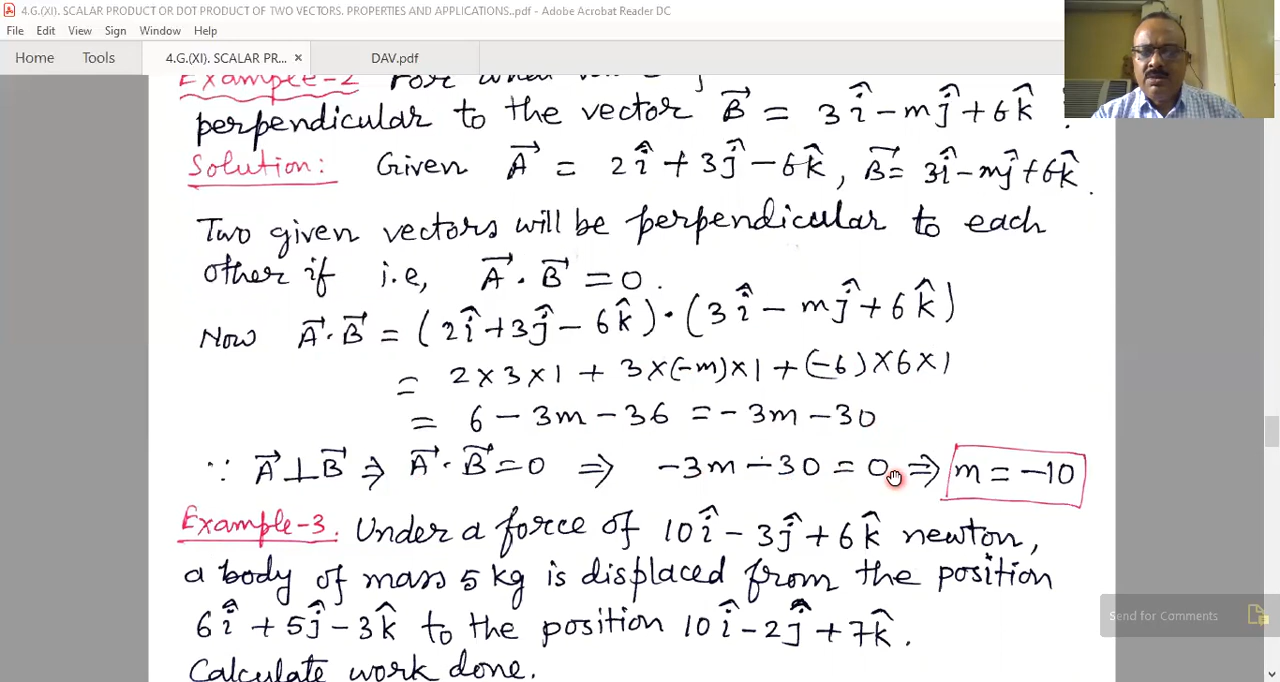 4.G.(XI). SCALAR PRODUCT OR DOT PRODUCT OF TWO VECTORS. PROPERTIES AND APPLICATIONS..pdf - Adobe Acrobat Reader DC
File Edit View Sign Window Help
Home Tools 4.G.(XI). SCALAR PR... × DAV.pdf
Example-2 For when
perpendicular to the vector B⃗ = 3î - mĵ + 6k̂ ?
Solution: Given A⃗ = 2î + 3ĵ - 6k̂, B⃗ = 3î - mĵ + 6k̂.
Two given vectors will be perpendicular to each
other if i.e, A⃗ . B⃗ = 0.
Now A⃗ . B⃗ = (2î + 3ĵ - 6k̂) • (3î - mĵ + 6k̂)
= 2 × 3 × 1 + 3 × (-m) × 1 + (-6) × 6 × 1
= 6 - 3m - 36 = - 3m - 30
∵ A⃗ ⊥ B⃗ ⇒ A⃗ . B⃗ = 0 ⇒ -3m - 30 = 0 ⇒ m = -10
Example-3. Under a force of 10î - 3ĵ + 6k̂ newton,
a body of mass 5 kg is displaced from the position
6î + 5ĵ - 3k̂ to the position 10î - 2ĵ + 7k̂.
Calculate work done.
Send for Comments